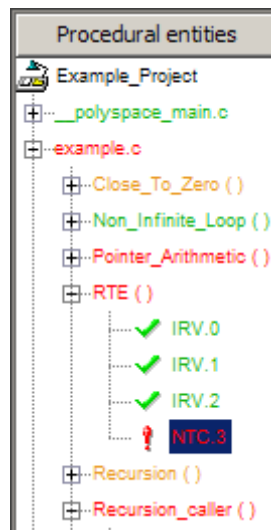 Procedural entities
Example_Project
__polyspace_main.c
example.c
Close_To_Zero ( )
Non_Infinite_Loop ( )
Pointer_Arithmetic ( )
RTE ( )
IRV.0
IRV.1
IRV.2
NTC.3
Recursion ( )
Recursion_caller ( )